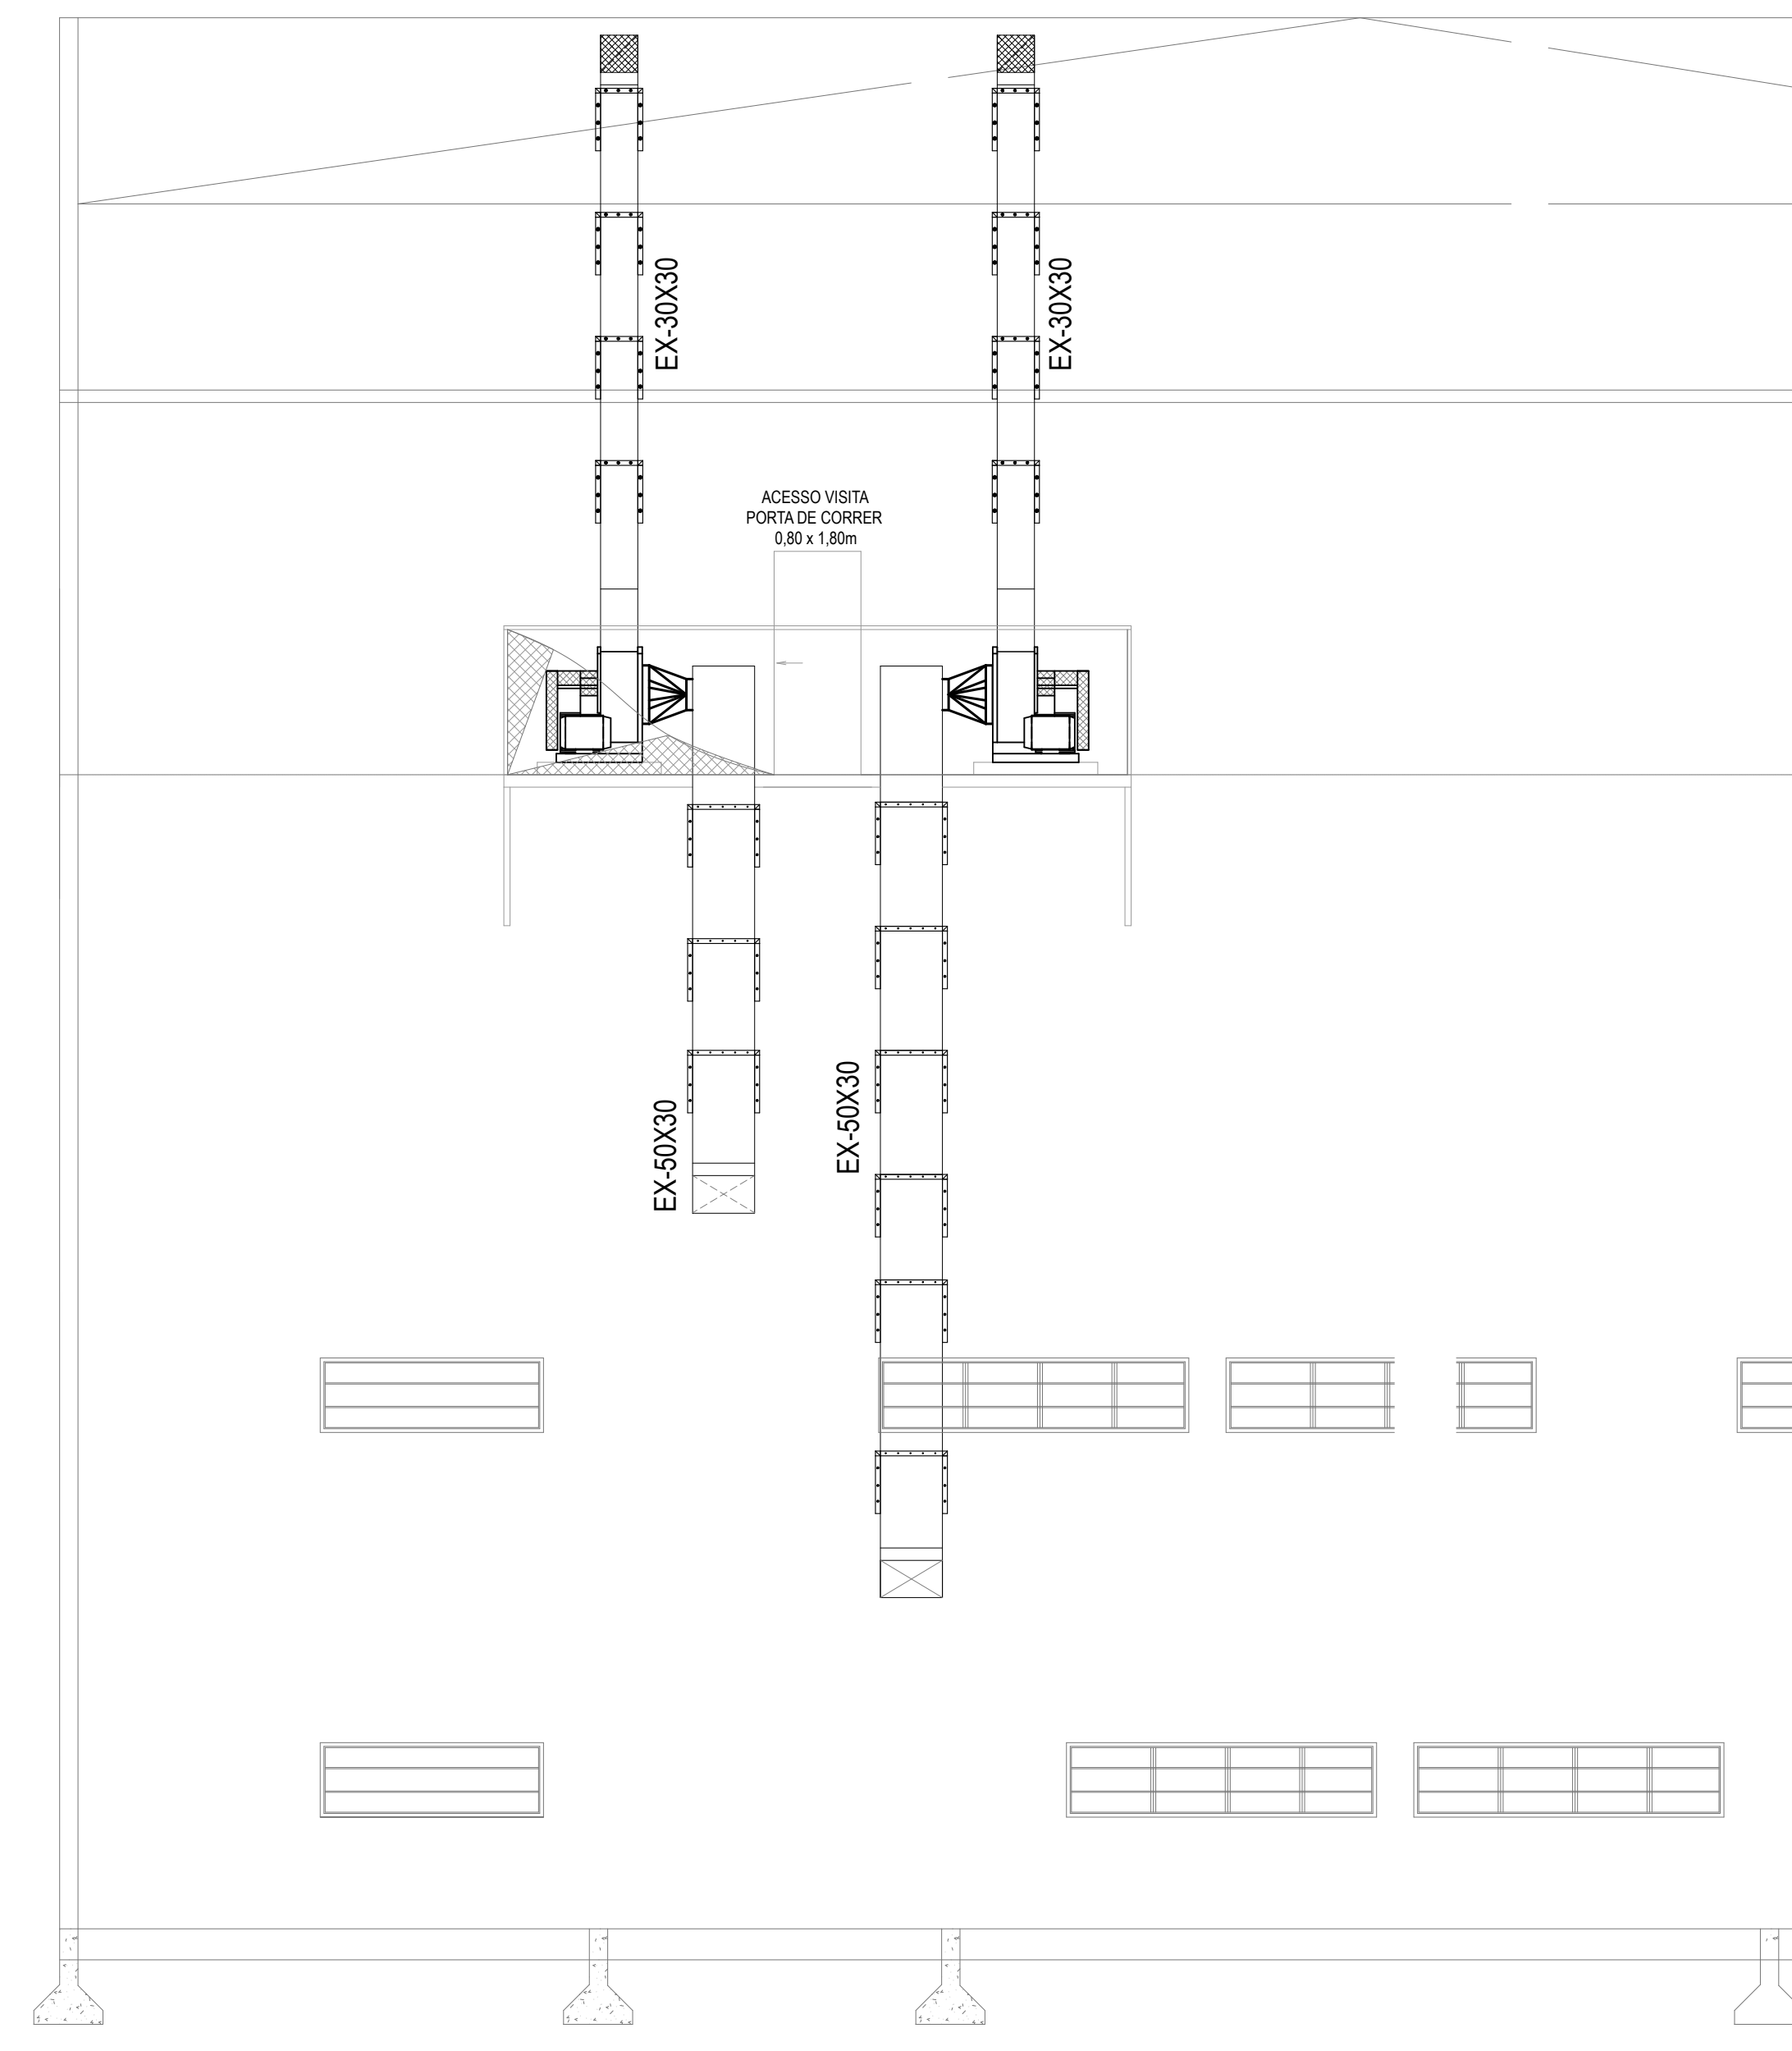 EX-30X30
EX-30X30
ACESSO VISITA
PORTA DE CORRER
0,80 x 1,80m
EX-50X30
EX-50X30